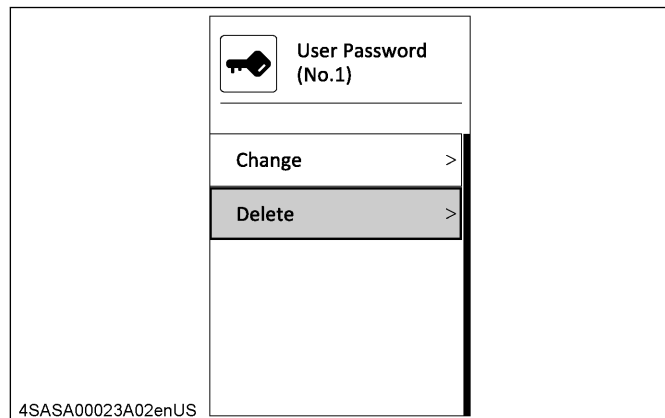 User Password
(No.1)
Change >
Delete >
4SASA00023A02enUS